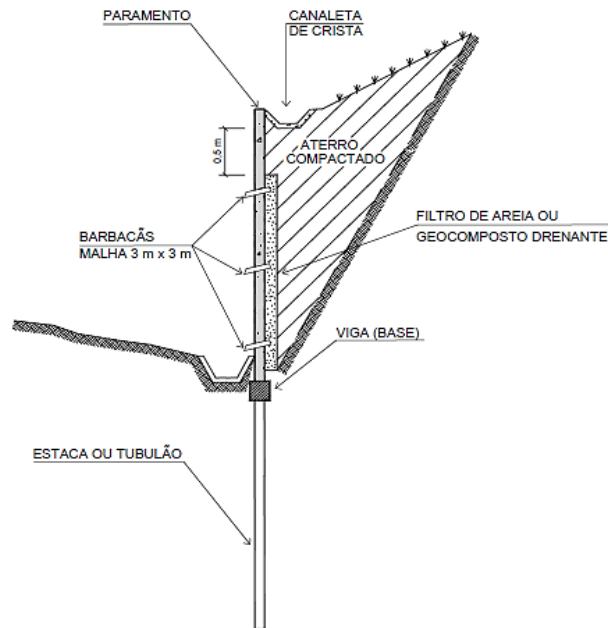 PARAMENTO
CANALETA
DE CRISTA
0.5 m
ATERRO
COMPACTADO
BARBACÃS
MALHA 3 m x 3 m
FILTRO DE AREIA OU
GEOCOMPOSTO DRENANTE
VIGA (BASE)
ESTACA OU TUBULÃO